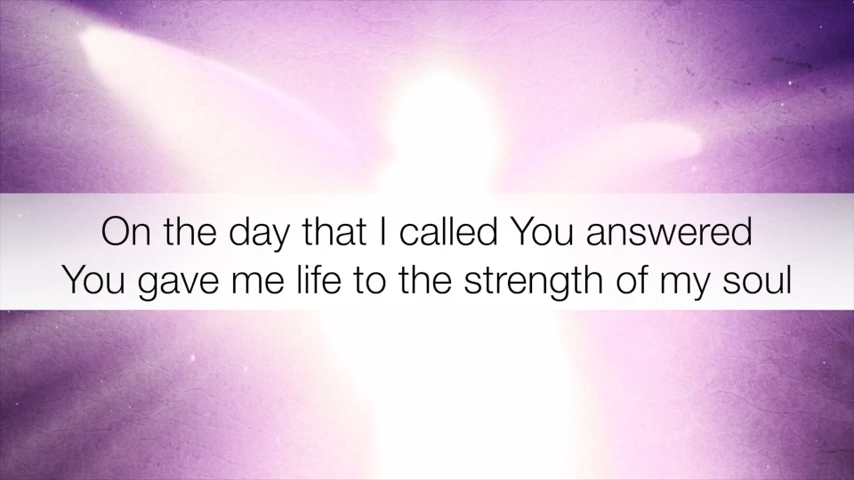 On the day that I called You answered
You gave me life to the strength of my soul